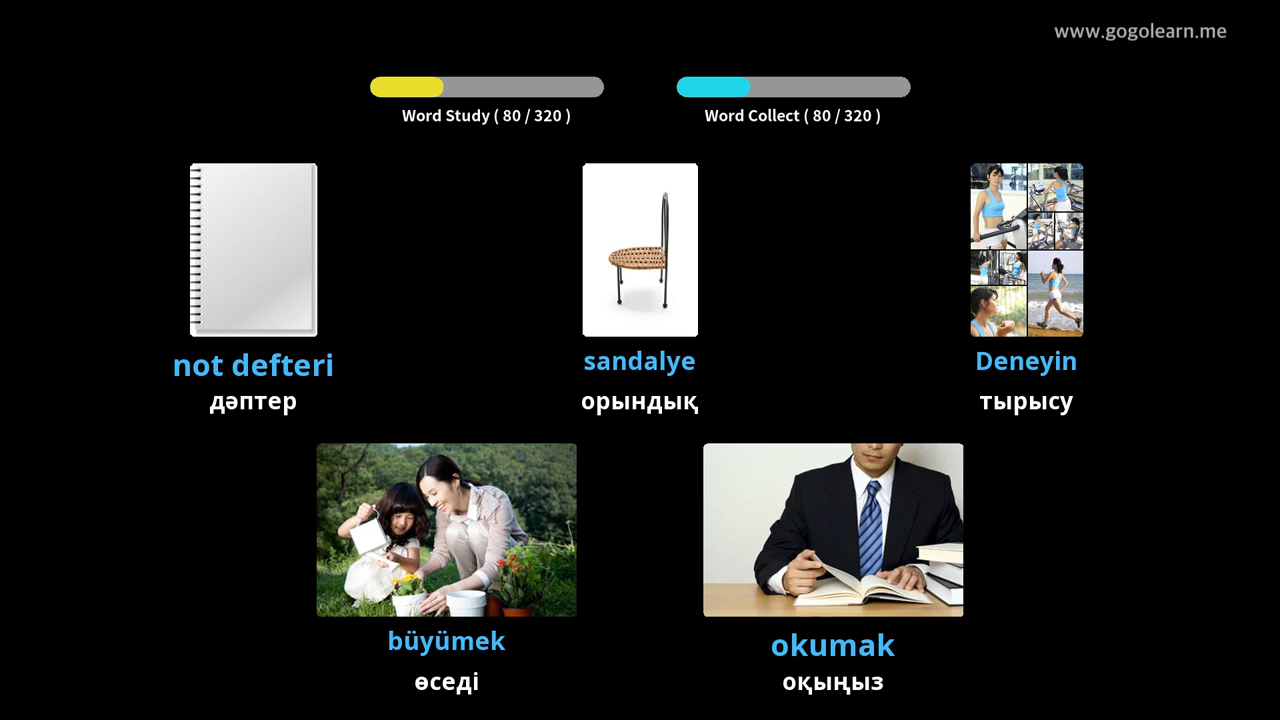 www.gogolearn.me
Word Study ( 80 / 320 )
Word Collect ( 80 / 320 )
not defteri
дәптер
sandalye
орындық
Deneyin
тырысу
büyümek
өседі
okumak
оқыңыз